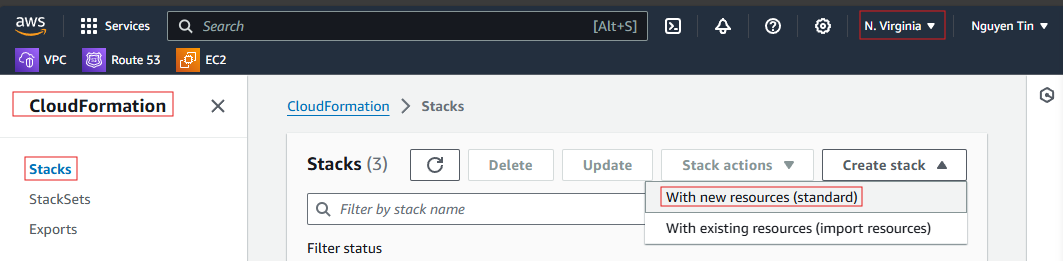 aws Services Search [Alt+S] N. Virginia Nguyen Tin
VPC Route 53 EC2
CloudFormation
Stacks
StackSets
Exports
CloudFormation > Stacks
Stacks (3) Delete Update Stack actions Create stack
With new resources (standard)
With existing resources (import resources)
Filter by stack name
Filter status